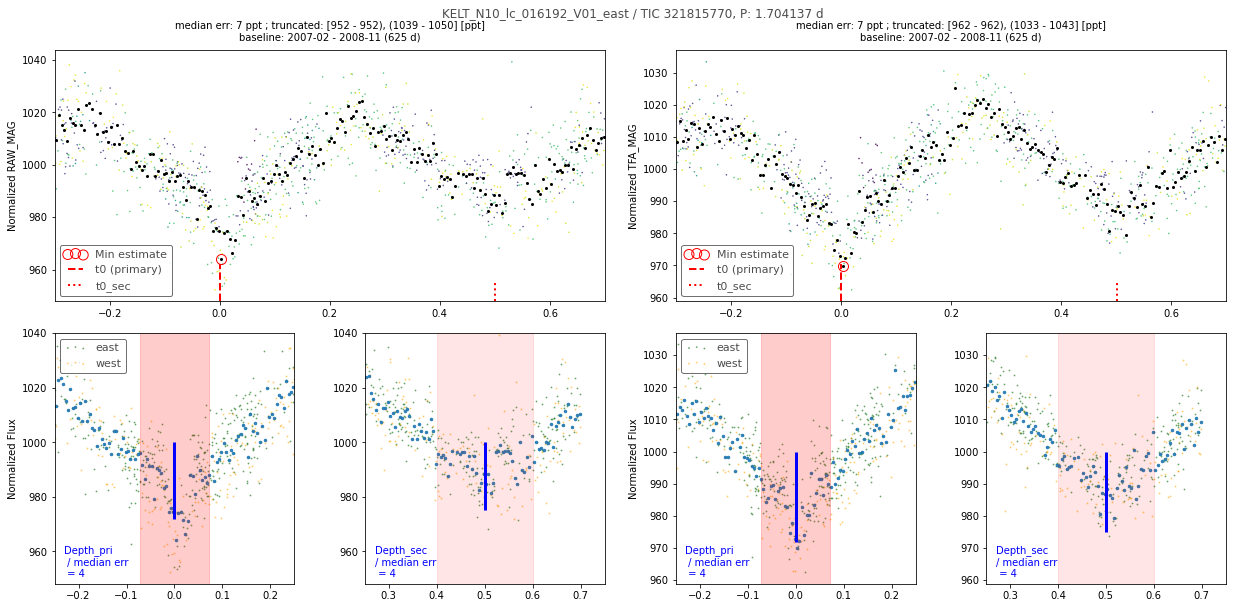 KELT_N10_lc_016192_V01_east / TIC 321815770, P: 1.704137 d
median err: 7 ppt ; truncated: [952 - 952), (1039 - 1050] [ppt]
baseline: 2007-02 - 2008-11 (625 d)
Normalized RAW_MAG
1040
1020
1000
980
960
Min estimate
t0 (primary)
t0_sec
−0.2
0.0
0.2
0.4
0.6
median err: 7 ppt ; truncated: [962 - 962), (1033 - 1043] [ppt]
baseline: 2007-02 - 2008-11 (625 d)
Normalized TFA_MAG
1030
1020
1010
1000
990
980
970
960
Min estimate
t0 (primary)
t0_sec
−0.2
0.0
0.2
0.4
0.6
Normalized Flux
1040
1020
1000
980
960
east
west
Depth_pri
/ median err
= 4
−0.2
−0.1
0.0
0.1
0.2
1040
1020
1000
980
960
Depth_sec
/ median err
= 4
0.3
0.4
0.5
0.6
0.7
Normalized Flux
1030
1020
1010
1000
990
980
970
960
east
west
Depth_pri
/ median err
= 4
−0.2
−0.1
0.0
0.1
0.2
1030
1020
1010
1000
990
980
970
960
Depth_sec
/ median err
= 4
0.3
0.4
0.5
0.6
0.7